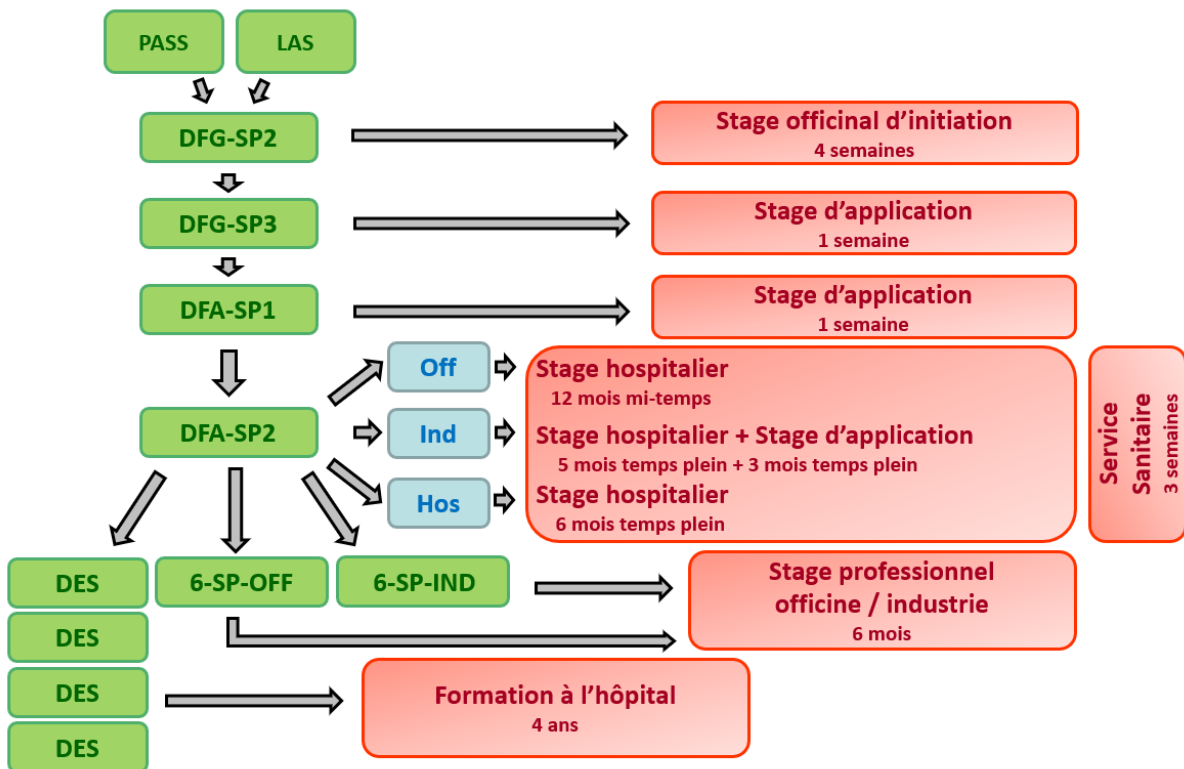 PASS
LAS
DFG-SP2
Stage officinal d’initiation
4 semaines
DFG-SP3
Stage d’application
1 semaine
DFA-SP1
Stage d’application
1 semaine
DFA-SP2
Off
Stage hospitalier
12 mois mi-temps
Ind
Stage hospitalier + Stage d’application
5 mois temps plein + 3 mois temps plein
Hos
Stage hospitalier
6 mois temps plein
Service
Sanitaire
3 semaines
DES
6-SP-OFF
6-SP-IND
Stage professionnel
officine / industrie
6 mois
DES
DES
Formation à l’hôpital
4 ans
DES